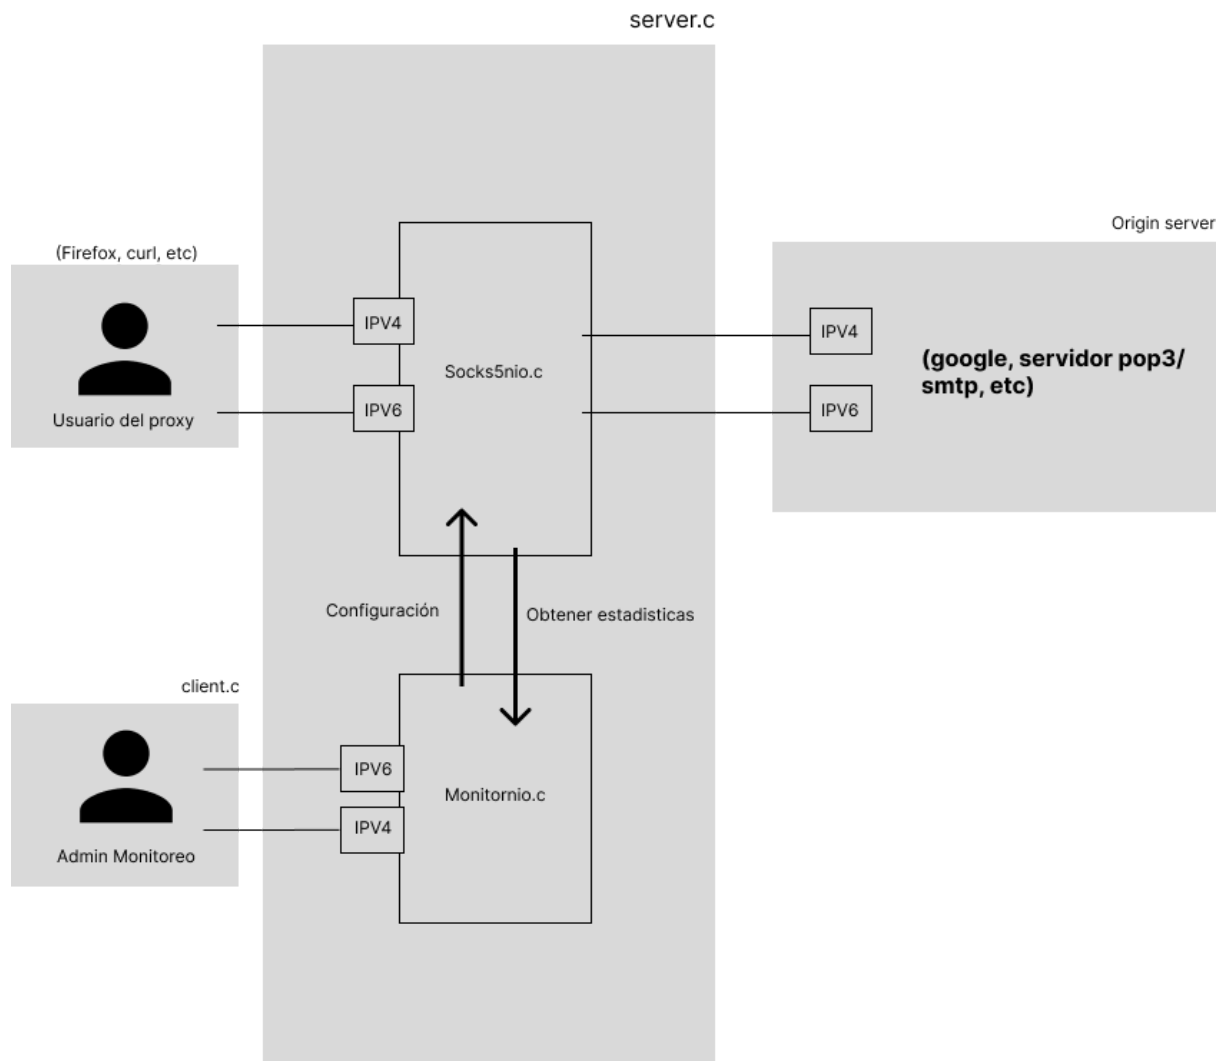 server.c
Origin server
(Firefox, curl, etc)
IPV4
IPV4
IPV6
IPV6
Usuario del proxy
Socks5nio.c
(google, servidor pop3/
smtp, etc)
Configuración
Obtener estadisticas
client.c
IPV6
IPV4
Admin Monitoreo
Monitornio.c